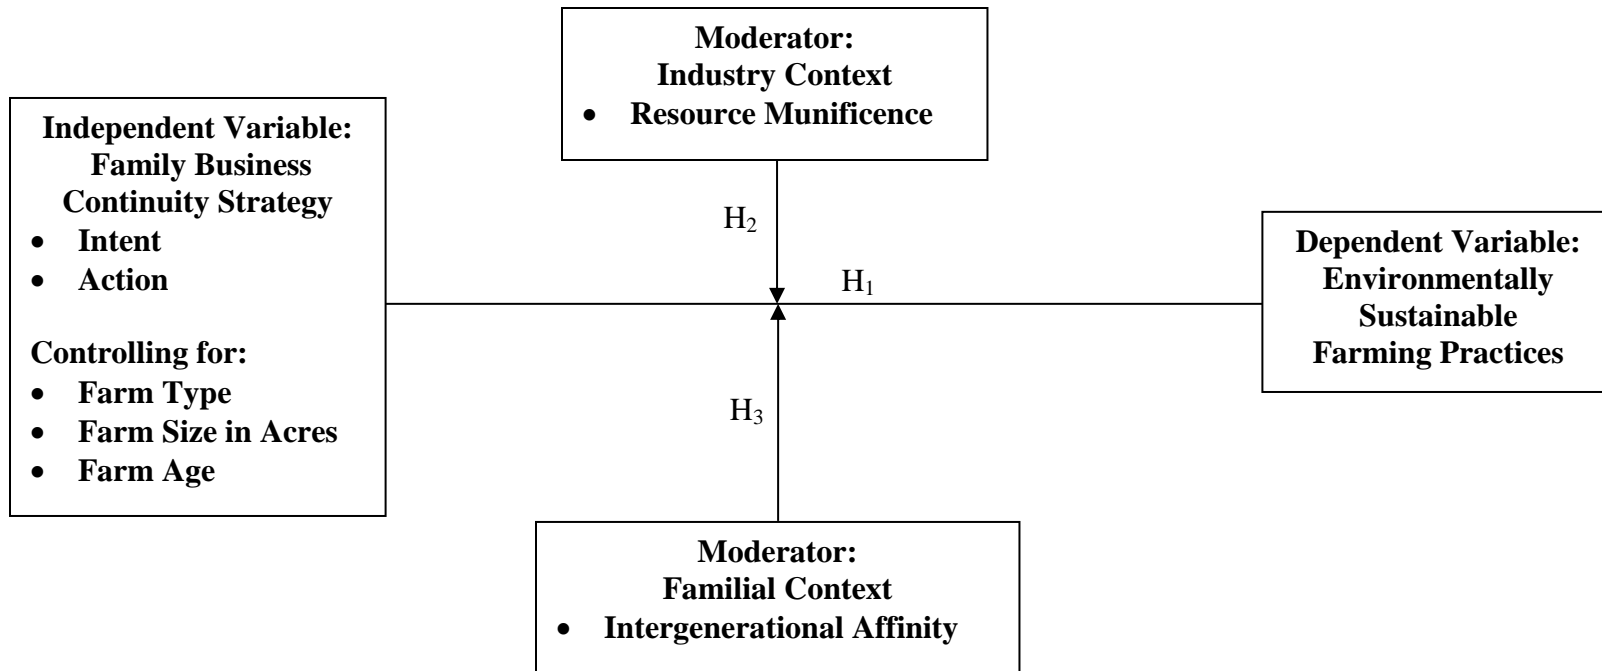 Moderator:
Industry Context
• Resource Munificence
Independent Variable:
Family Business
Continuity Strategy
• Intent
• Action
Controlling for:
• Farm Type
• Farm Size in Acres
• Farm Age
H₂
H₁
H₃
Dependent Variable:
Environmentally
Sustainable
Farming Practices
Moderator:
Familial Context
• Intergenerational Affinity